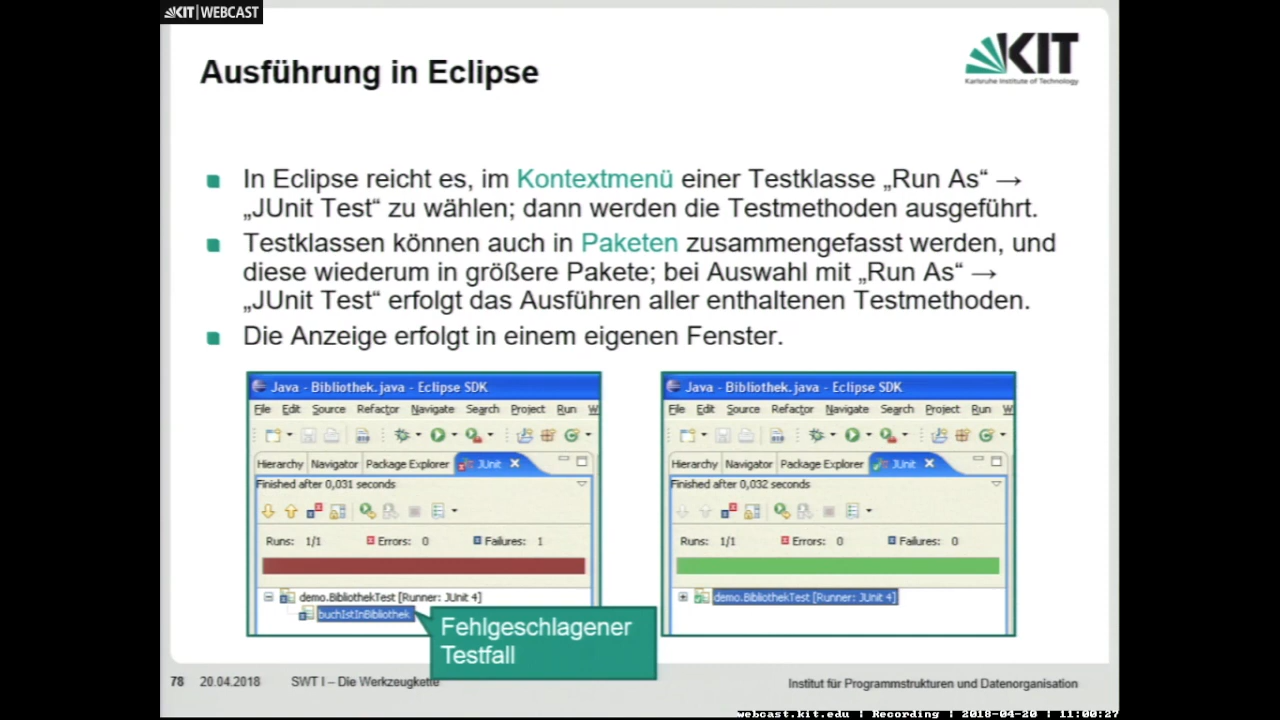 KIT | WEBCAST
Ausführung in Eclipse
KIT
Karlsruhe Institute of Technology
In Eclipse reicht es, im Kontextmenü einer Testklasse „Run As“ →
„JUnit Test“ zu wählen; dann werden die Testmethoden ausgeführt.
Testklassen können auch in Paketen zusammengefasst werden, und
diese wiederum in größere Pakete; bei Auswahl mit „Run As“ →
„JUnit Test“ erfolgt das Ausführen aller enthaltenen Testmethoden.
Die Anzeige erfolgt in einem eigenen Fenster.
Java - Bibliothek.java - Eclipse SDK
File Edit Source Refactor Navigate Search Project Run W
Hierarchy Navigator Package Explorer JUnit
Finished after 0,031 seconds
Runs: 1/1 Errors: 0 Failures: 1
demo.BibliothekTest [Runner: JUnit 4]
buchIstInBibliothek
Fehlgeschlagener
Testfall
Java - Bibliothek.java - Eclipse SDK
File Edit Source Refactor Navigate Search Project Run W
Hierarchy Navigator Package Explorer JUnit
Finished after 0,032 seconds
Runs: 1/1 Errors: 0 Failures: 0
demo.BibliothekTest [Runner: JUnit 4]
78 20.04.2018 SWT I – Die Werkzeugkette
Institut für Programmstrukturen und Datenorganisation
webcast.kit.edu | Recording | 2018-04-20 | 11:00:27